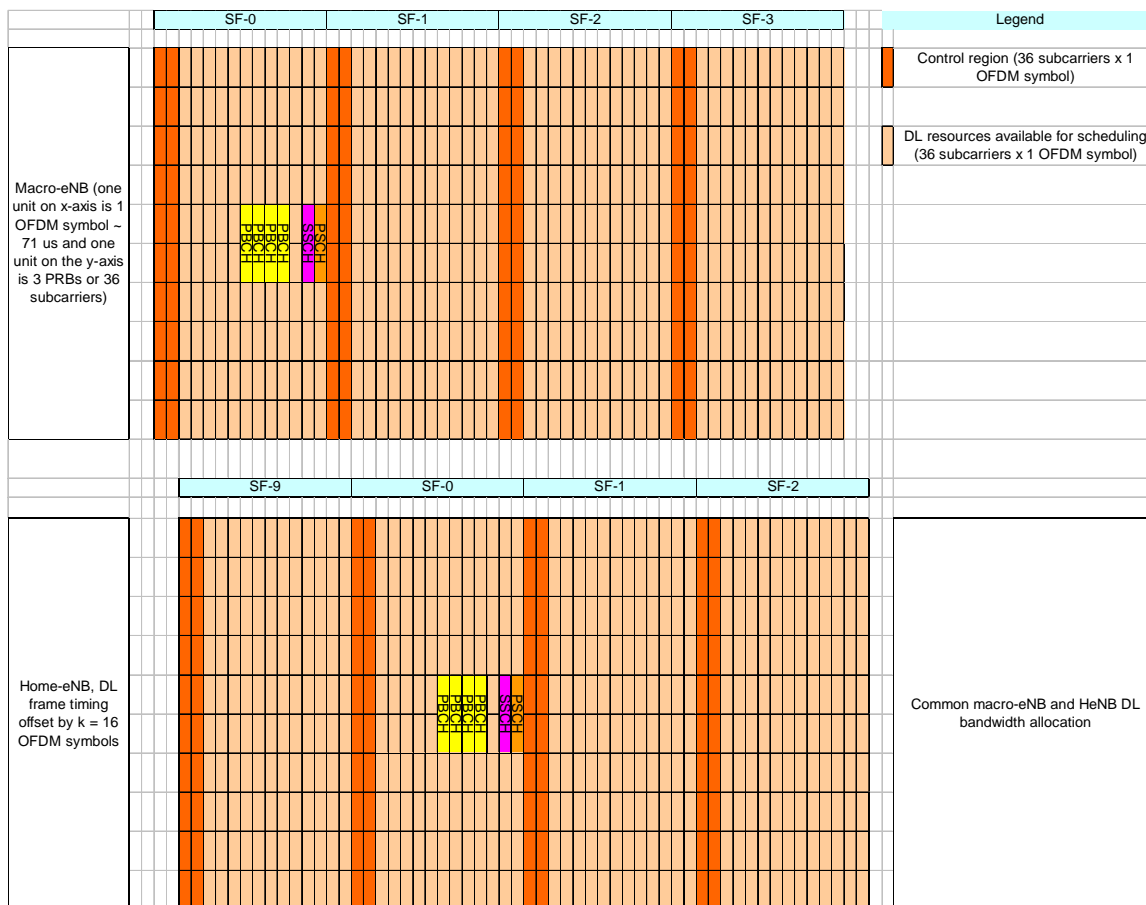 SF-0 SF-1 SF-2 SF-3 Legend
Control region (36 subcarriers x 1
OFDM symbol)
DL resources available for scheduling
(36 subcarriers x 1 OFDM symbol)
Macro-eNB (one
unit on x-axis is 1
OFDM symbol ~
71 us and one
unit on the y-axis
is 3 PRBs or 36
subcarriers)
PBCH
PBCH
PBCH
PBCH
SSCH
PSCH
SF-9 SF-0 SF-1 SF-2
Home-eNB, DL
frame timing
offset by k = 16
OFDM symbols
PBCH
PBCH
PBCH
PBCH
SSCH
PSCH
Common macro-eNB and HeNB DL
bandwidth allocation